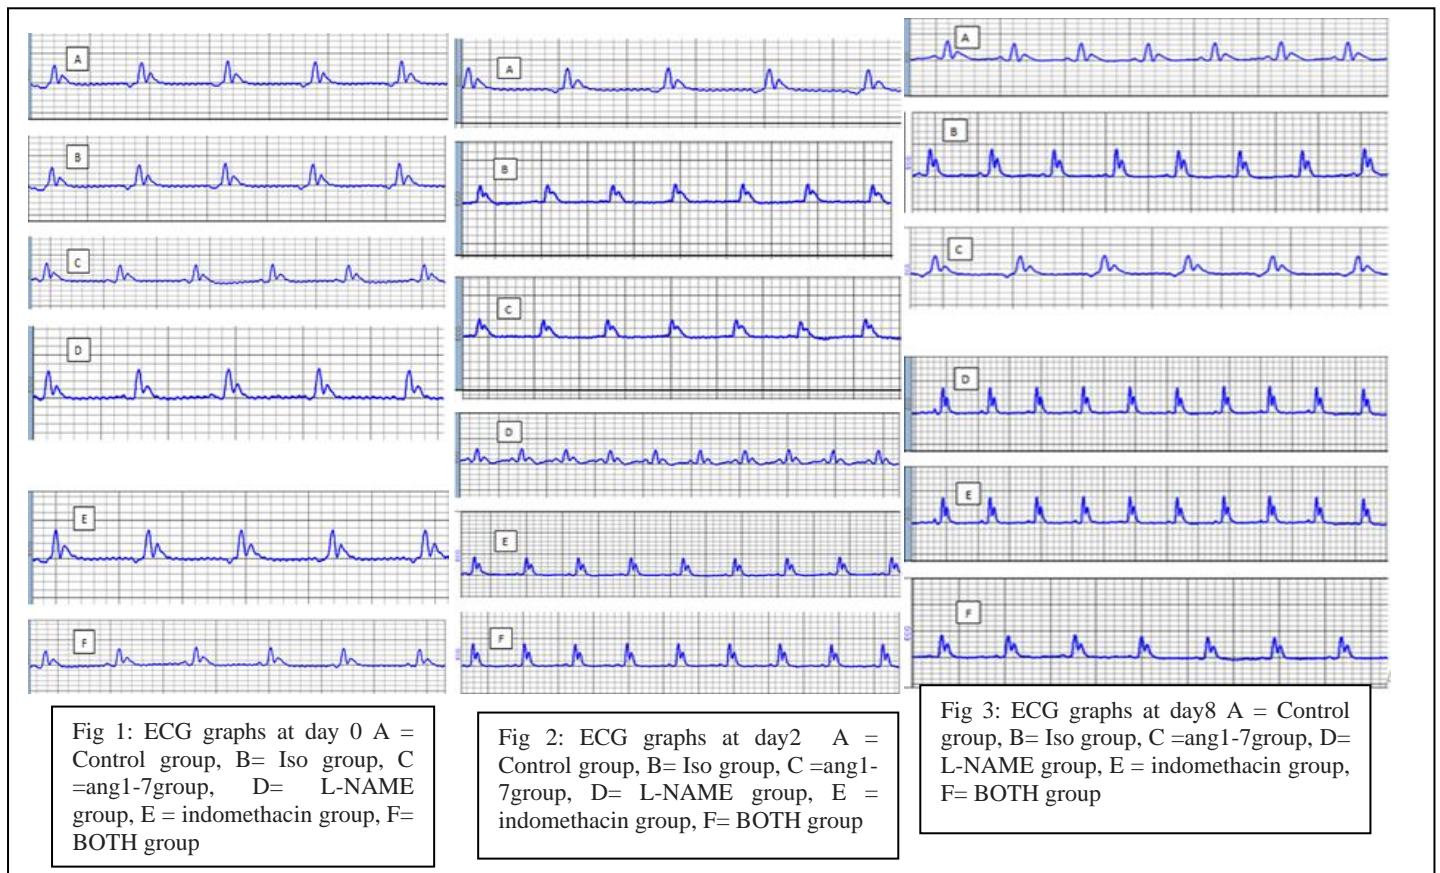 A
B
C
D
E
F
Fig 1: ECG graphs at day 0 A =
Control group, B= Iso group, C
=ang1-7group, D= L-NAME
group, E = indomethacin group, F=
BOTH group
A
B
C
D
E
F
Fig 2: ECG graphs at day2 A =
Control group, B= Iso group, C =ang1-
7group, D= L-NAME group, E =
indomethacin group, F= BOTH group
A
B
C
D
E
F
Fig 3: ECG graphs at day8 A = Control
group, B= Iso group, C =ang1-7group, D=
L-NAME group, E = indomethacin group,
F= BOTH group